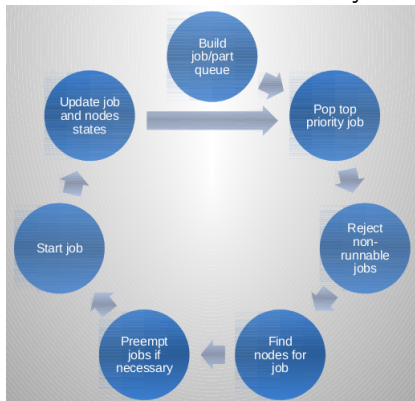 Build
job/part
queue
Pop top
priority job
Reject
non-
runnable
jobs
Find
nodes for
job
Preempt
jobs if
necessary
Start job
Update job
and nodes
states